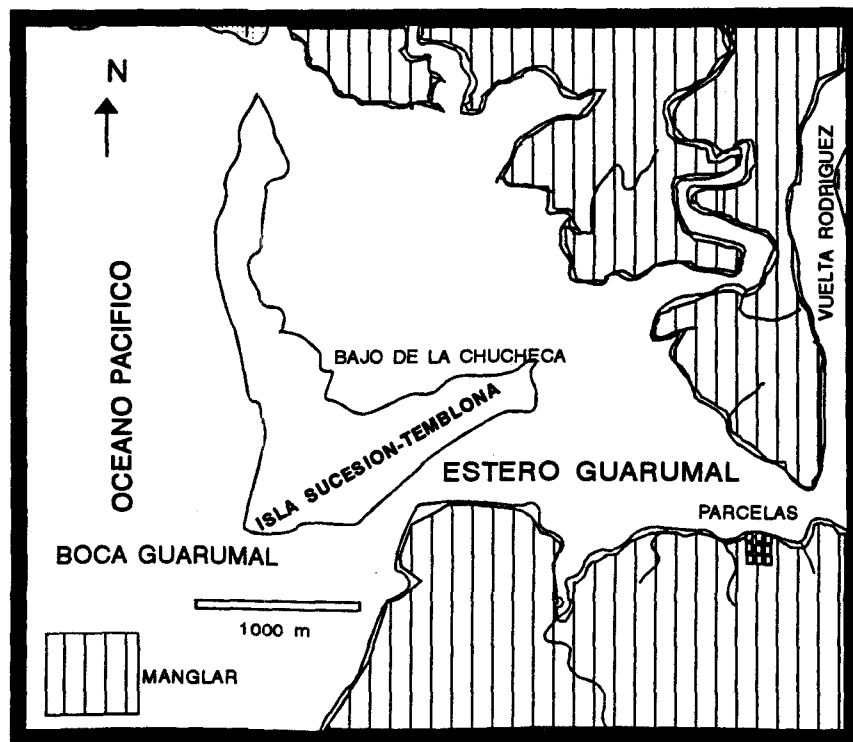 N
VUELTA RODRIGUEZ
OCEANO PACIFICO
BAJO DE LA CHUCHECA
ISLA SUCESION-TEMBLONA
ESTERO GUARUMAL
PARCELAS
BOCA GUARUMAL
1000 m
MANGLAR